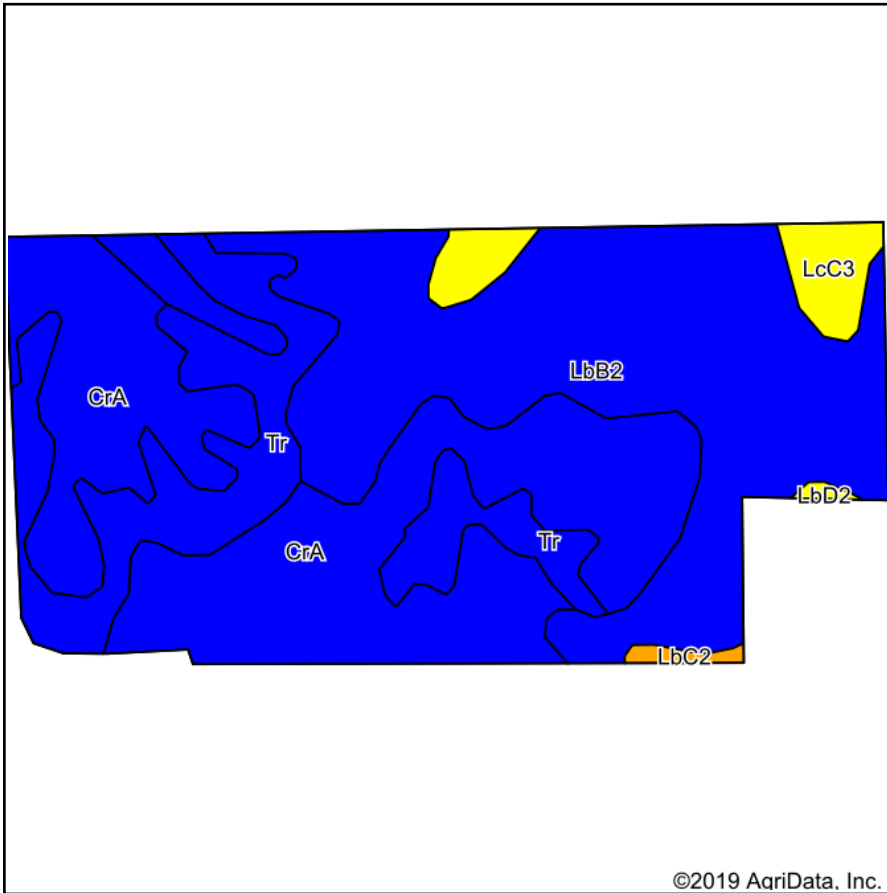 LcC3
LbB2
CrA
Tr
LbD2
CrA
Tr
LbC2
©2019 AgriData, Inc.